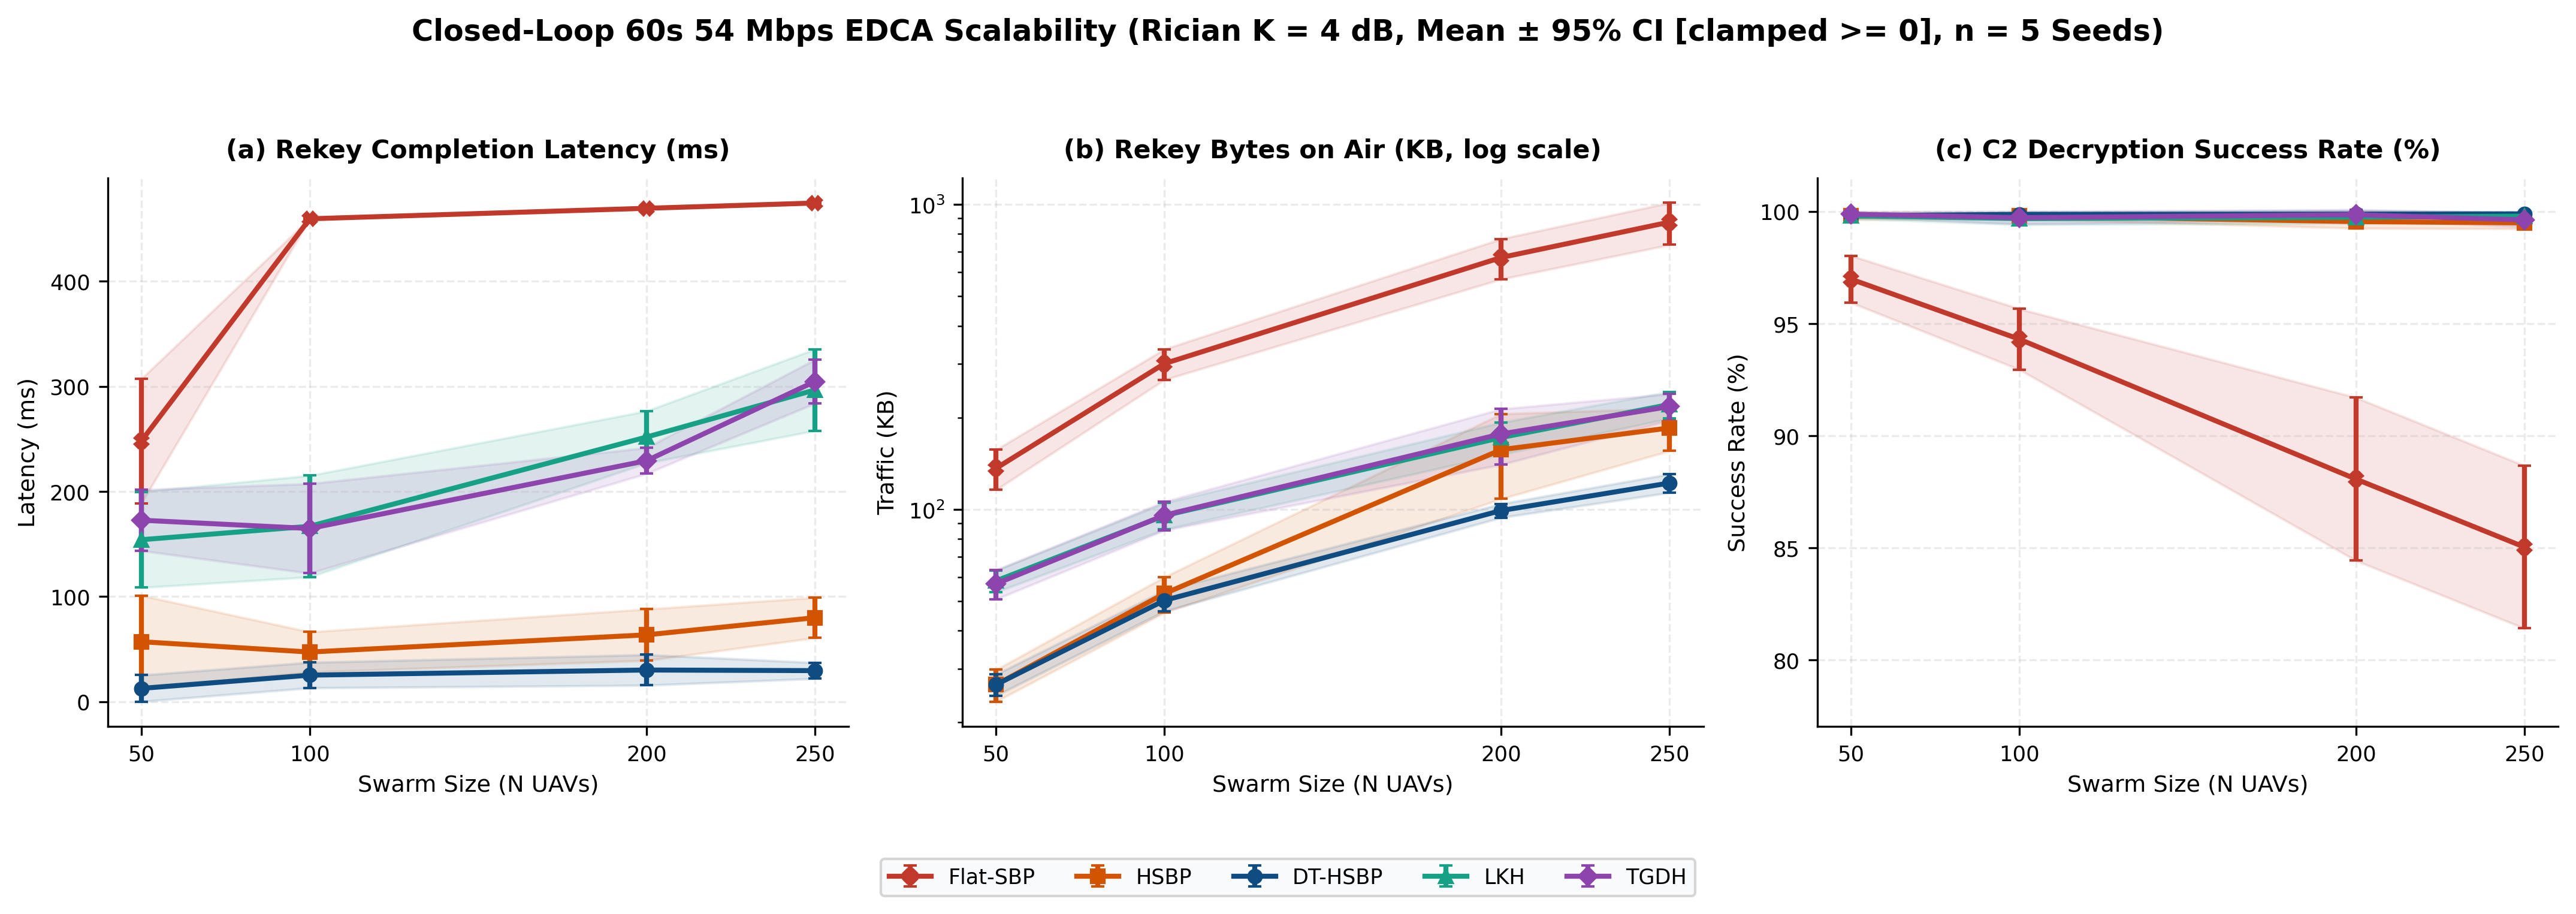 Closed-Loop 60s 54 Mbps EDCA Scalability (Rician K = 4 dB, Mean ± 95% CI [clamped >= 0], n = 5 Seeds)
(a) Rekey Completion Latency (ms)
Latency (ms)
400
300
200
100
0
50 100 200 250
Swarm Size (N UAVs)
(b) Rekey Bytes on Air (KB, log scale)
Traffic (KB)
10³
10²
50 100 200 250
Swarm Size (N UAVs)
(c) C2 Decryption Success Rate (%)
Success Rate (%)
100
95
90
85
80
50 100 200 250
Swarm Size (N UAVs)
Flat-SBP HSBP DT-HSBP LKH TGDH